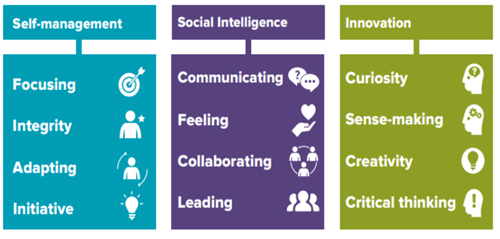 Self-management
Focusing
Integrity
Adapting
Initiative
Social Intelligence
Communicating
Feeling
Collaborating
Leading
Innovation
Curiosity
Sense-making
Creativity
Critical thinking